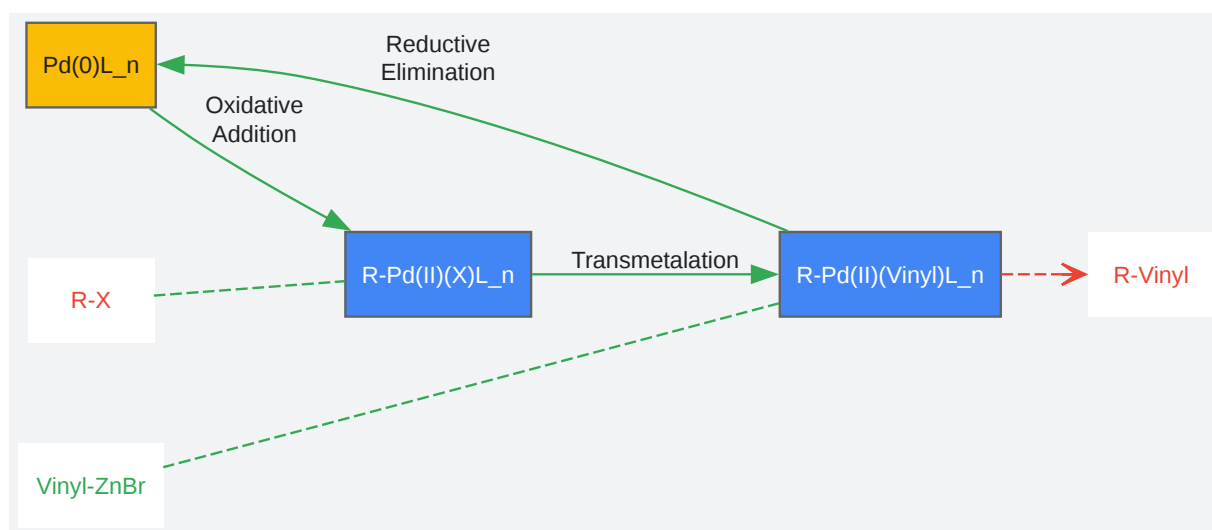 Pd(0)L_n
Reductive
Elimination
Oxidative
Addition
R-X
R-Pd(II)(X)L_n
Transmetalation
R-Pd(II)(Vinyl)L_n
R-Vinyl
Vinyl-ZnBr